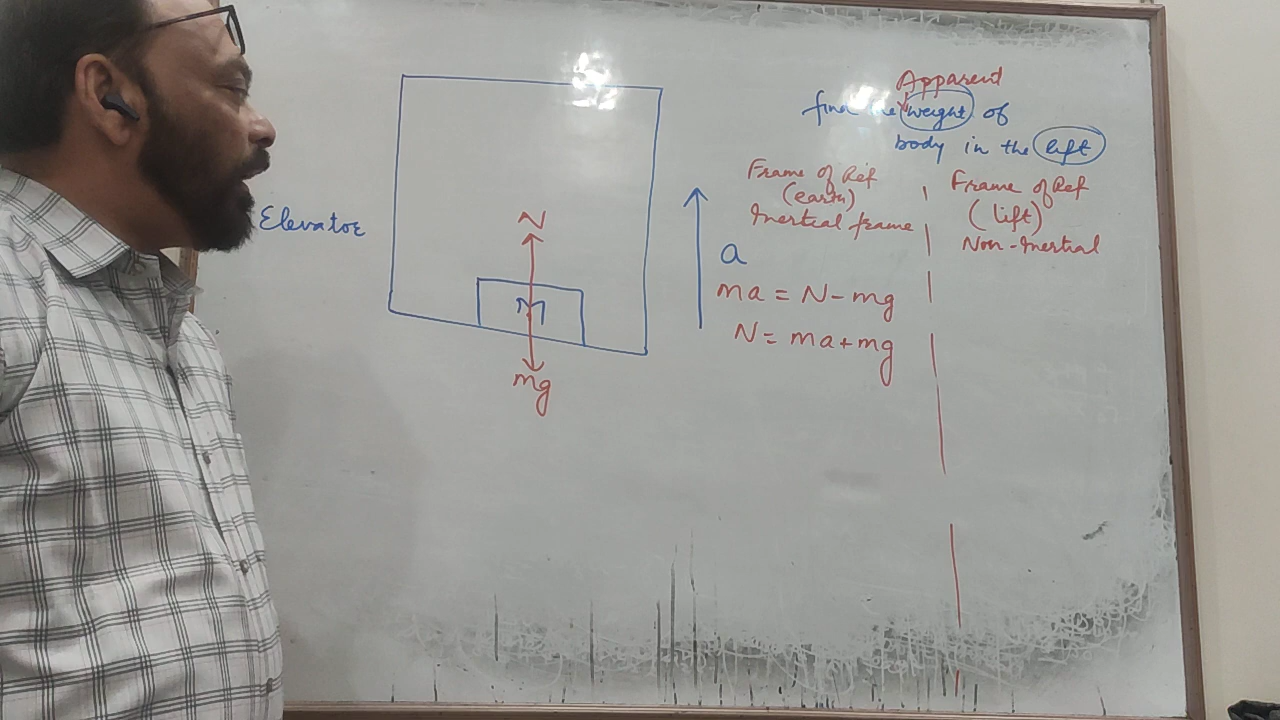 Apparent
find the weight of
body in the lift
Frame of Ref
(earth)
Inertial frame
Frame of Ref
(lift)
Non-Inertial
Elevator
N
M
mg
a
ma = N - mg
N = ma + mg